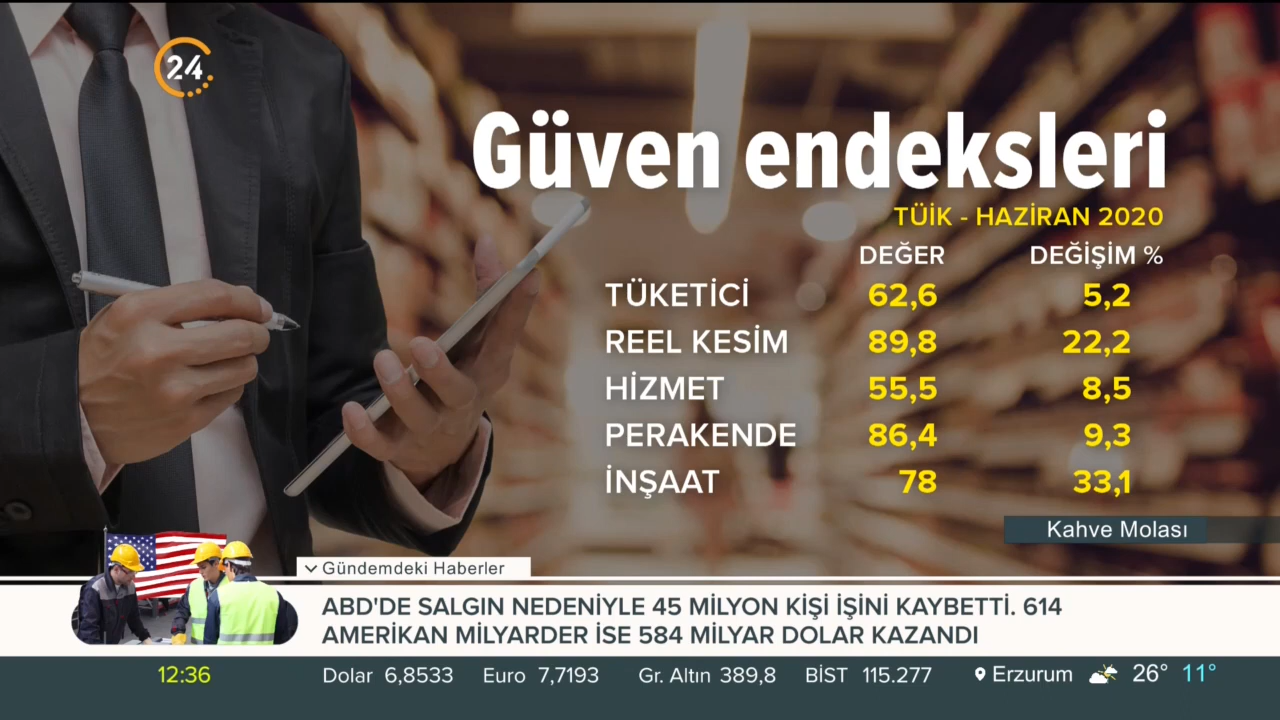 24
Güven endeksleri
TÜİK - HAZİRAN 2020
DEĞER DEĞİŞİM %
TÜKETİCİ 62,6 5,2
REEL KESİM 89,8 22,2
HİZMET 55,5 8,5
PERAKENDE 86,4 9,3
İNŞAAT 78 33,1
Kahve Molası
Gündemdeki Haberler
ABD'DE SALGIN NEDENİYLE 45 MİLYON KİŞİ İŞİNİ KAYBETTİ. 614
AMERİKAN MİLYARDER İSE 584 MİLYAR DOLAR KAZANDI
12:36 Dolar 6,8533 Euro 7,7193 Gr. Altın 389,8 BİST 115.277 Erzurum 26° 11°